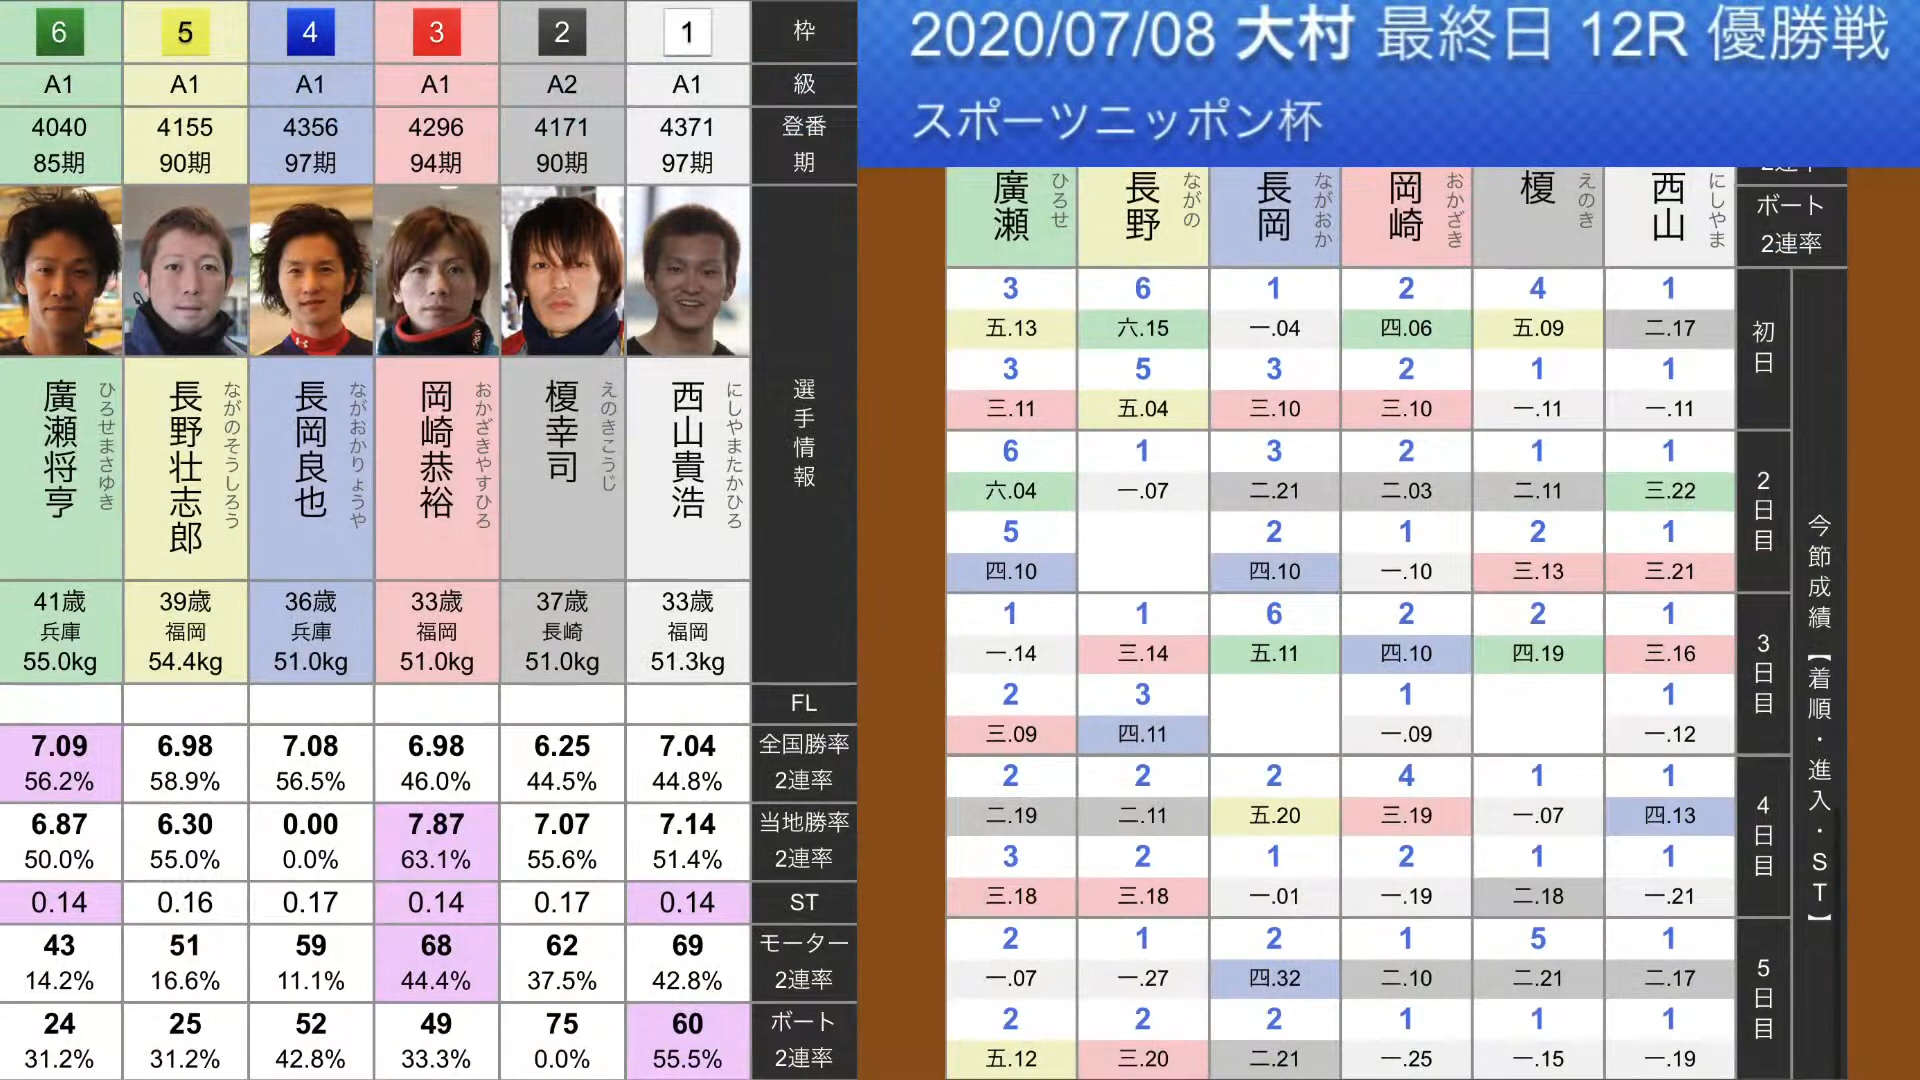 6 5 4 3 2 1 枠
A1 A1 A1 A1 A2 A1 級
4040 4155 4356 4296 4171 4371 登番
85期 90期 97期 94期 90期 97期 期
廣瀬将亨 ひろせまさゆき
長野壮志郎 ながのそうしろう
長岡良也 ながおかりょうや
岡崎恭裕 おかざきやすひろ
榎幸司 えのきこうじ
西山貴浩 にしやまたかひろ
選手情報
41歳 39歳 36歳 33歳 37歳 33歳
兵庫 福岡 兵庫 福岡 長崎 福岡
55.0kg 54.4kg 51.0kg 51.0kg 51.0kg 51.3kg
FL
7.09 6.98 7.08 6.98 6.25 7.04 全国勝率
56.2% 58.9% 56.5% 46.0% 44.5% 44.8% 2連率
6.87 6.30 0.00 7.87 7.07 7.14 当地勝率
50.0% 55.0% 0.0% 63.1% 55.6% 51.4% 2連率
0.14 0.16 0.17 0.14 0.17 0.14 ST
43 51 59 68 62 69 モーター
14.2% 16.6% 11.1% 44.4% 37.5% 42.8% 2連率
24 25 52 49 75 60 ボート
31.2% 31.2% 42.8% 33.3% 0.0% 55.5% 2連率
2020/07/08 大村 最終日 12R 優勝戦
スポーツニッポン杯
廣瀬 ひろせ
長野 ながの
長岡 ながおか
岡崎 おかざき
榎 えのき
西山 にしやま
ボート
2連率
3 6 1 2 4 1
五.13 六.15 一.04 四.06 五.09 二.17
初日
3 5 3 2 1 1
三.11 五.04 三.10 三.10 一.11 一.11
6 1 3 2 1 1
六.04 一.07 二.21 二.03 二.11 三.22
2日目
5 2 1 2 1
四.10 四.10 一.10 三.13 三.21
1 1 6 2 2 1
一.14 三.14 五.11 四.10 四.19 三.16
3日目
2 3 1 1
三.09 四.11 一.09 一.12
2 2 2 4 1 1
二.19 二.11 五.20 三.19 一.07 四.13
4日目
3 2 1 2 1 1
三.18 三.18 一.01 一.19 二.18 一.21
2 1 2 1 5 1
一.07 一.27 四.32 二.10 二.21 二.17
5日目
2 2 2 1 1 1
五.12 三.20 二.21 一.25 一.15 一.19
今節成績【着順・進入・ST】